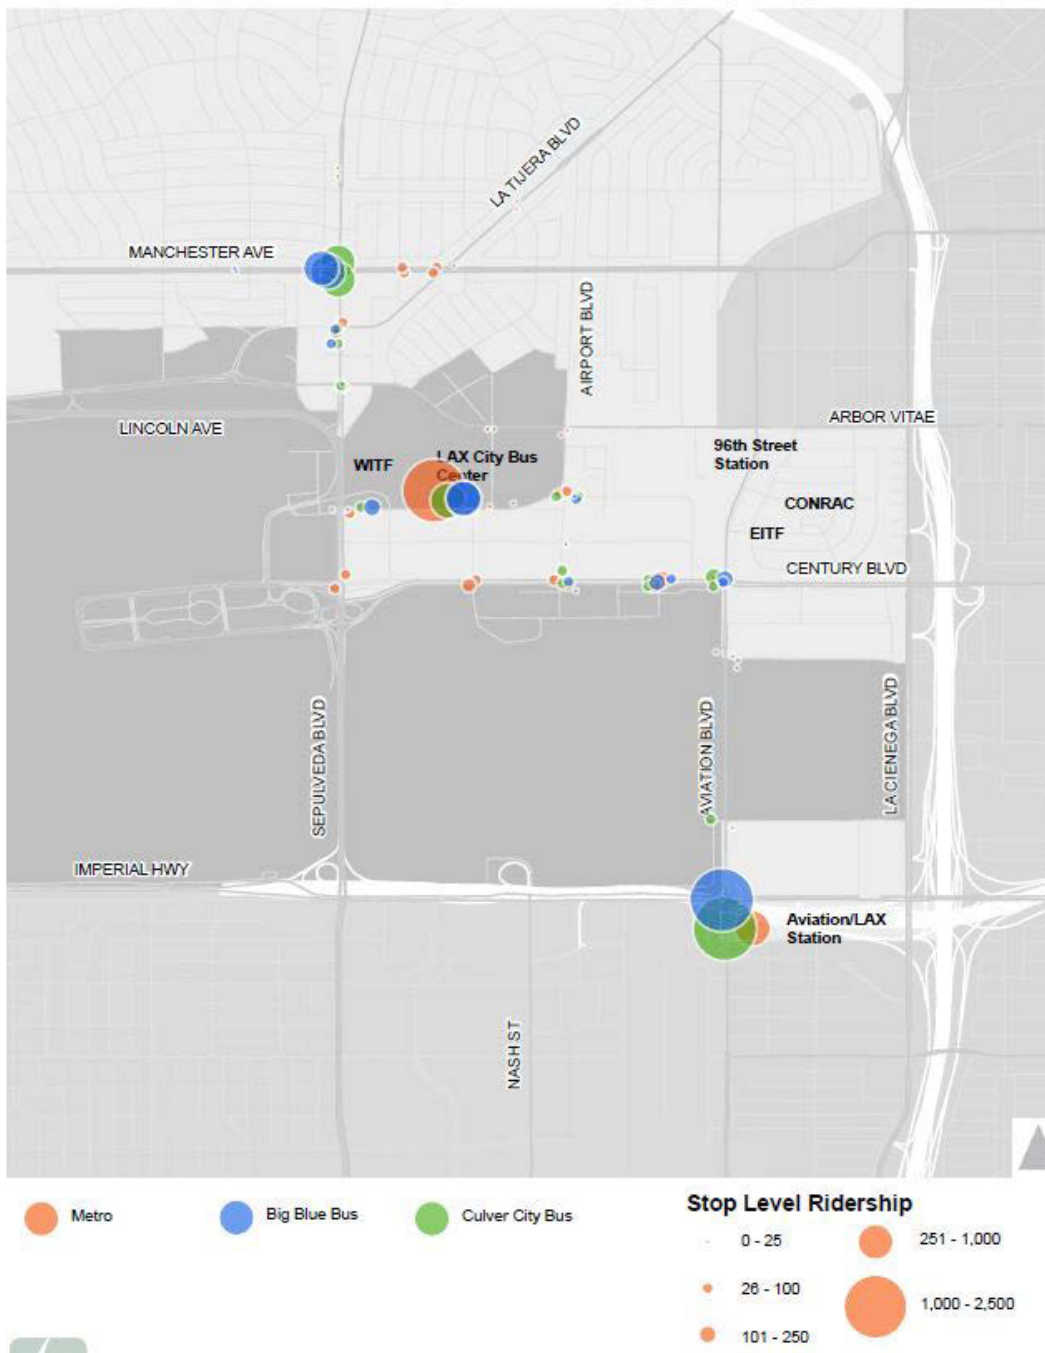 LA TIJERA BLVD
MANCHESTER AVE
AIRPORT BLVD
LINCOLN AVE
ARBOR VITAE
WITF
LAX City Bus
Center
96th Street
Station
CONRAC
EITF
CENTURY BLVD
SEPULVEDA BLVD
AVIATION BLVD
LA CIENEGA BLVD
IMPERIAL HWY
Aviation/LAX
Station
NASH ST
Metro
Big Blue Bus
Culver City Bus
Stop Level Ridership
0 - 25
26 - 100
101 - 250
251 - 1,000
1,000 - 2,500